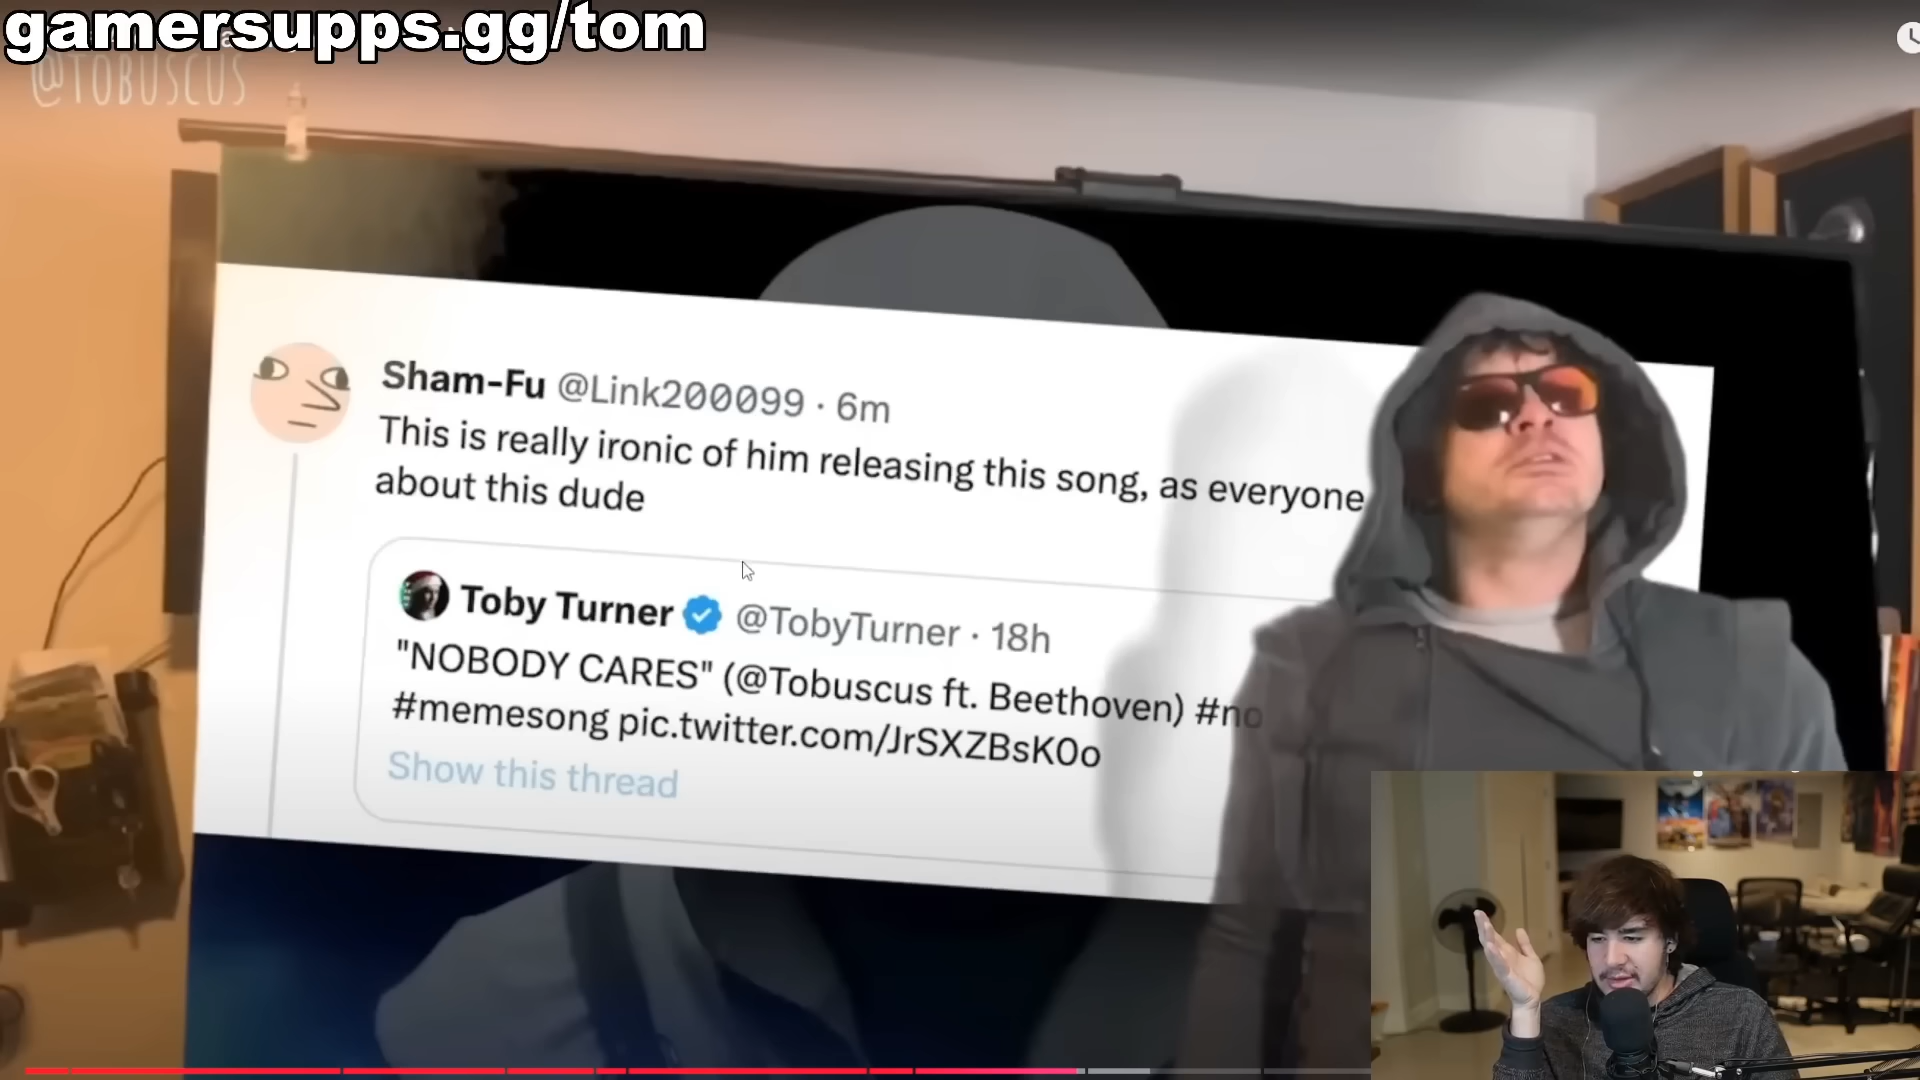 gamersupps.gg/tom
@TOBUSCUS
Sham-Fu @Link200099 · 6m
This is really ironic of him releasing this song, as everyone
about this dude
Toby Turner @TobyTurner · 18h
"NOBODY CARES" (@Tobuscus ft. Beethoven) #no
#memesong pic.twitter.com/JrSXZBsK0o
Show this thread